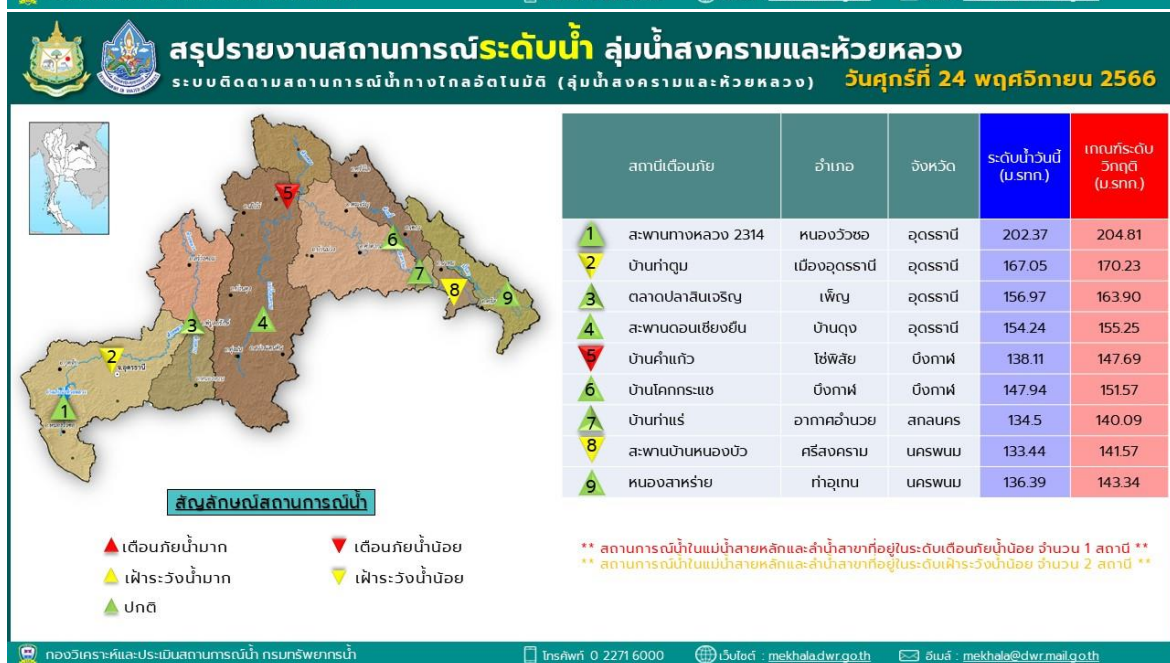 สรุปรายงานสถานการณ์ระดับน้ำ ลุ่มน้ำสงครามและห้วยหลวง
ระบบติดตามสถานการณ์น้ำทางไกลอัตโนมัติ (ลุ่มน้ำสงครามและห้วยหลวง) วันศุกร์ที่ 24 พฤศจิกายน 2566
สถานีเตือนภัย อำเภอ จังหวัด ระดับน้ำวันนี้ (ม.รทก.) เกณฑ์ระดับวิกฤติ (ม.รทก.)
1 สะพานทางหลวง 2314 หนองวัวซอ อุดรธานี 202.37 204.81
2 บ้านท่าตูม เมืองอุดรธานี อุดรธานี 167.05 170.23
3 ตลาดปลาสินเจริญ เพ็ญ อุดรธานี 156.97 163.90
4 สะพานดอนเชียงยืน บ้านดุง อุดรธานี 154.24 155.25
5 บ้านคำแก้ว โซ่พิสัย บึงกาฬ 138.11 147.69
6 บ้านโคกกระแซ บึงกาฬ บึงกาฬ 147.94 151.57
7 บ้านท่าแร่ อากาศอำนวย สกลนคร 134.5 140.09
8 สะพานบ้านหนองบัว ศรีสงคราม นครพนม 133.44 141.57
9 หนองสาหร่าย ท่าอุเทน นครพนม 136.39 143.34
5
6
7
8
9
3
4
2
อ.อุดรธานี
1
สัญลักษณ์สถานการณ์น้ำ
เตือนภัยน้ำมาก เตือนภัยน้ำน้อย
เฝ้าระวังน้ำมาก เฝ้าระวังน้ำน้อย
ปกติ
** สถานการณ์น้ำในแม่น้ำสายหลักและลำน้ำสาขาที่อยู่ในระดับเตือนภัยน้ำน้อย จำนวน 1 สถานี **
** สถานการณ์น้ำในแม่น้ำสายหลักและลำน้ำสาขาที่อยู่ในระดับเฝ้าระวังน้ำน้อย จำนวน 2 สถานี **
กองวิเคราะห์และประเมินสถานการณ์น้ำ กรมทรัพยากรน้ำ โทรศัพท์ 0 2271 6000 เว็บไซต์ : mekhala.dwr.go.th อีเมล์ : mekhala@dwr.mail.go.th